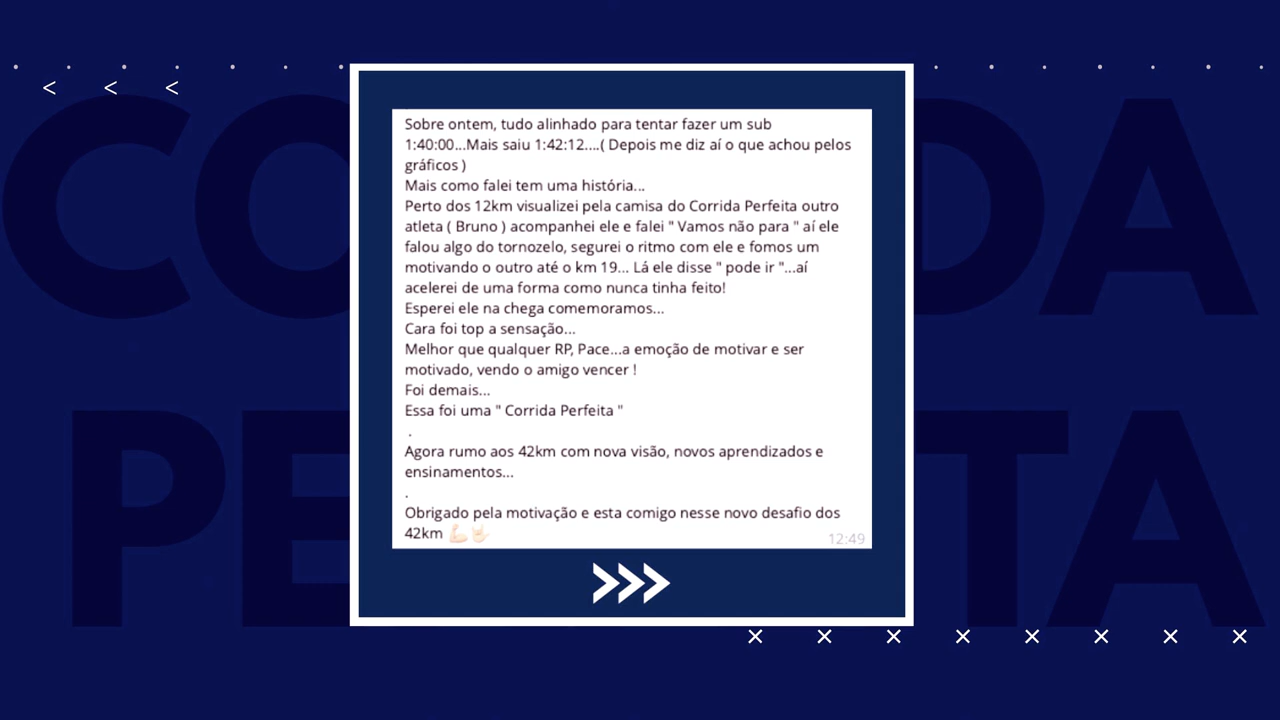 Sobre ontem, tudo alinhado para tentar fazer um sub
1:40:00...Mais saiu 1:42:12....( Depois me diz aí o que achou pelos
gráficos )
Mais como falei tem uma história...
Perto dos 12km visualizei pela camisa do Corrida Perfeita outro
atleta ( Bruno ) acompanhei ele e falei " Vamos não para " aí ele
falou algo do tornozelo, segurei o ritmo com ele e fomos um
motivando o outro até o km 19... Lá ele disse " pode ir "...aí
acelerei de uma forma como nunca tinha feito!
Esperei ele na chega comemoramos...
Cara foi top a sensação...
Melhor que qualquer RP, Pace...a emoção de motivar e ser
motivado, vendo o amigo vencer !
Foi demais...
Essa foi uma " Corrida Perfeita "
.
Agora rumo aos 42km com nova visão, novos aprendizados e
ensinamentos...
.
Obrigado pela motivação e esta comigo nesse novo desafio dos
42km 💪🏻🤘🏻
12:49
CO DA
PE TA